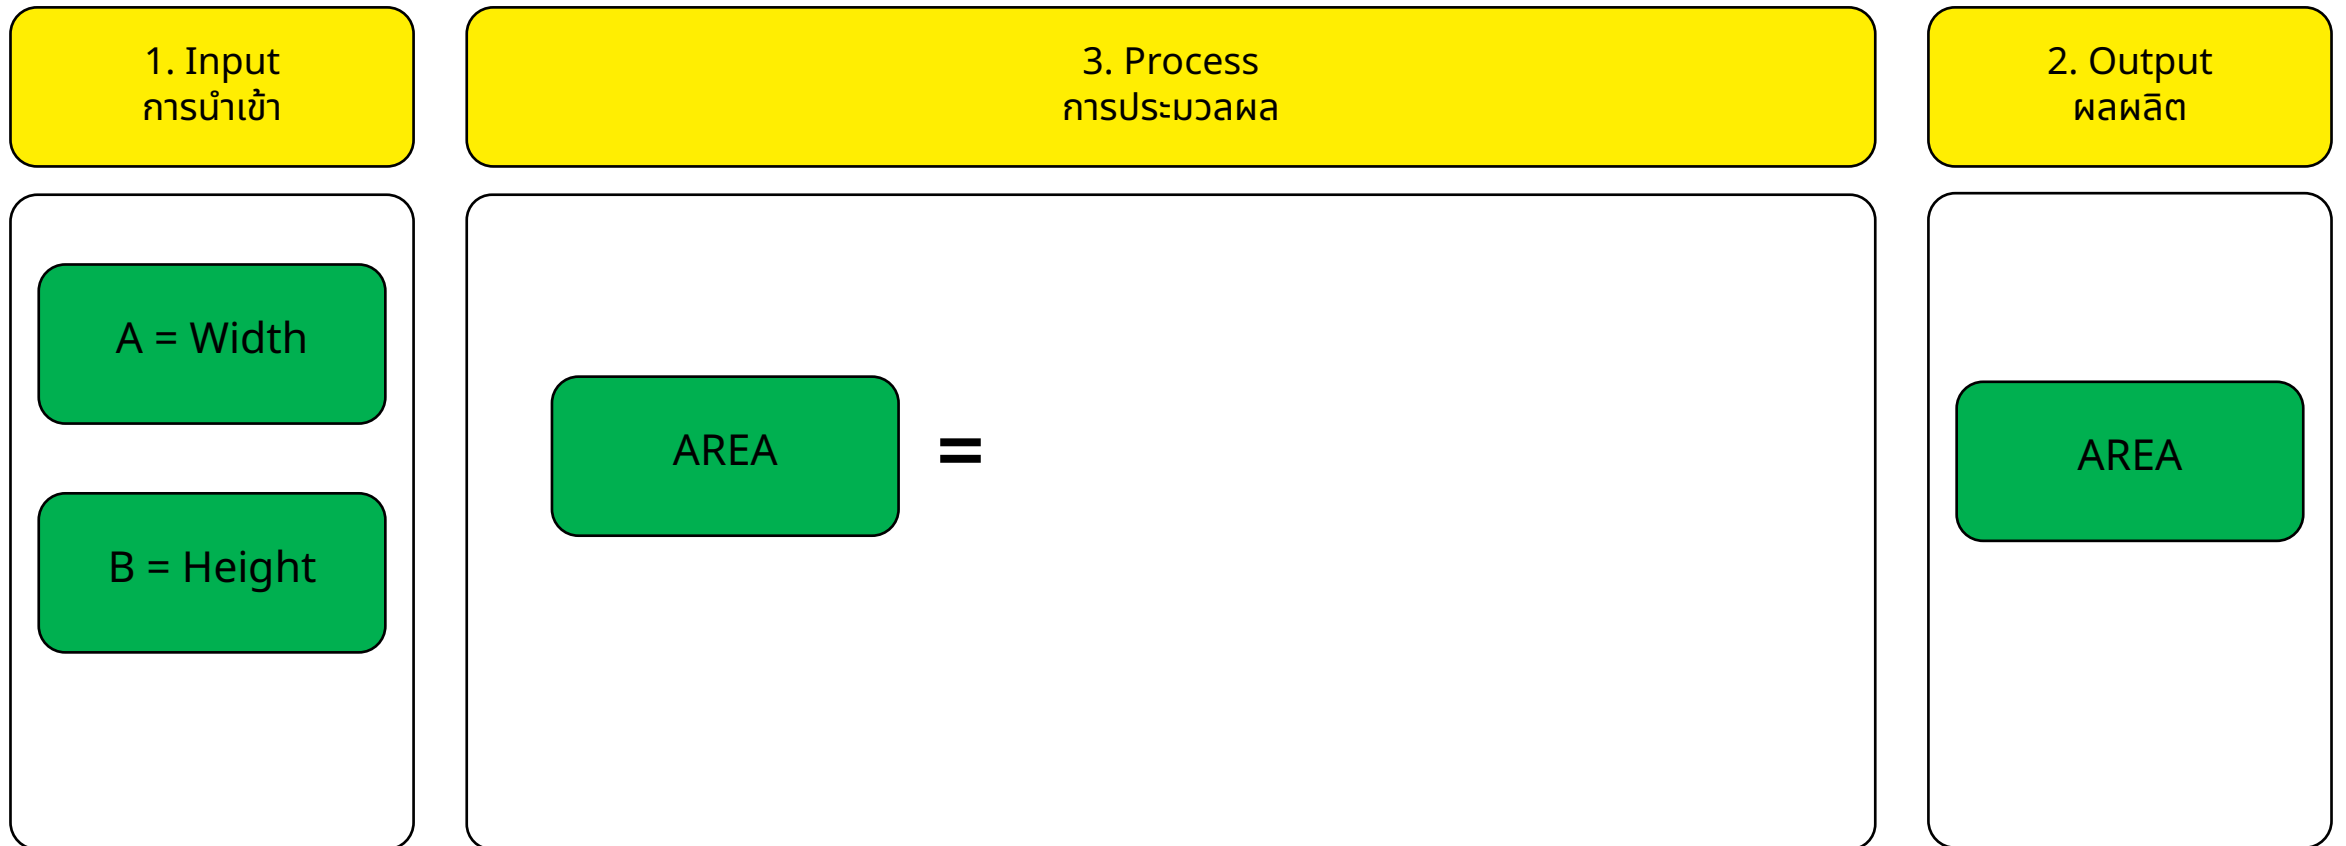 1. Input
การนำเข้า
3. Process
การประมวลผล
2. Output
ผลผลิต
A = Width
B = Height
AREA
=
AREA